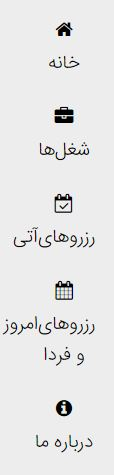 خانه
شغل‌ها
رزروهای‌آتی
رزروهای‌امروز
و فردا
درباره ما